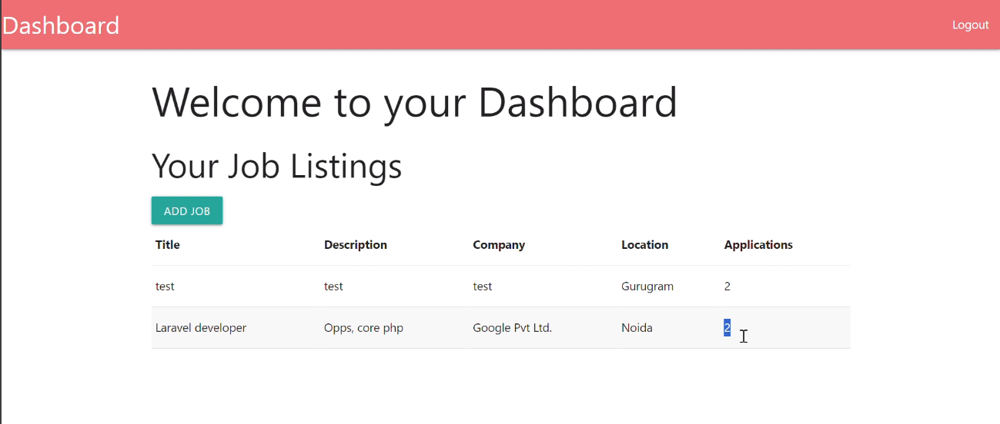 Dashboard Logout
Welcome to your Dashboard
Your Job Listings
ADD JOB
Title Description Company Location Applications
test test test Gurugram 2
Laravel developer Opps, core php Google Pvt Ltd. Noida 2